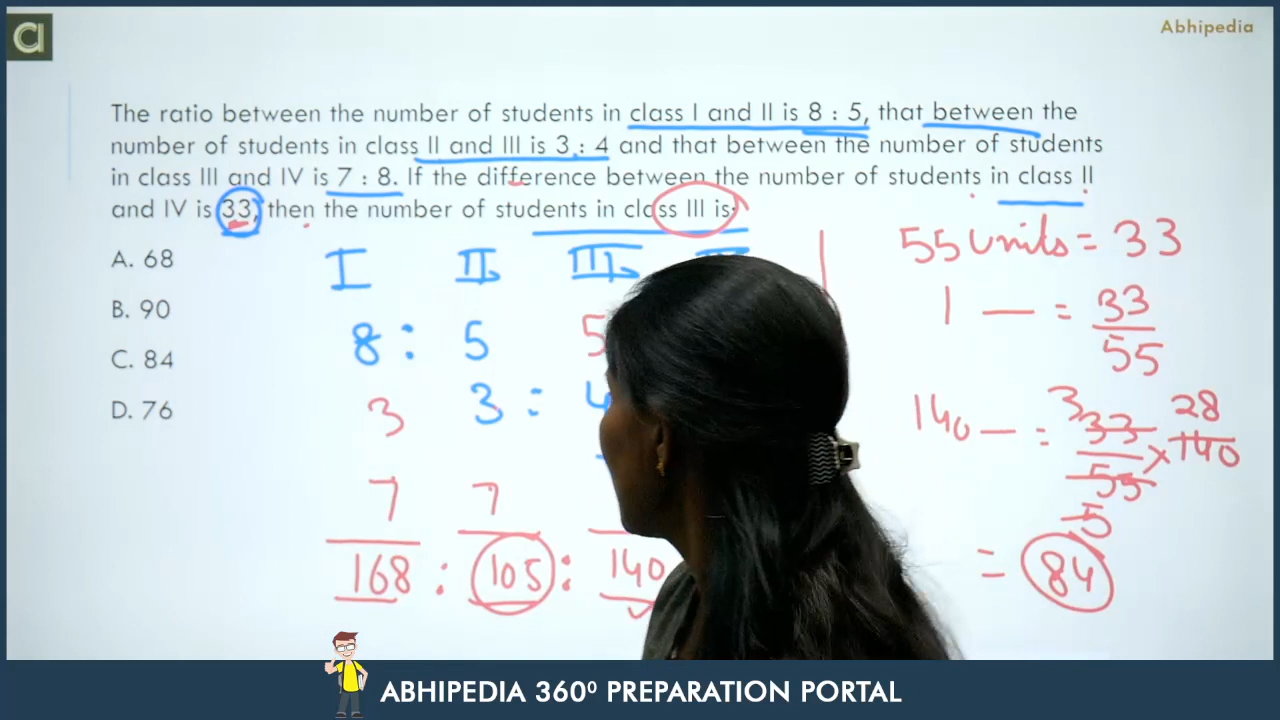 Abhipedia
The ratio between the number of students in class I and II is 8 : 5, that between the
number of students in class II and III is 3 : 4 and that between the number of students
in class III and IV is 7 : 8. If the difference between the number of students in class II
and IV is 33, then the number of students in class III is:
A. 68
B. 90
C. 84
D. 76
I II III
8 : 5 5
3 3 : 4
7 7
168 : 105 : 140
55 Units = 33
1 — = 33
55
140 — = 33 × 140
55
3 28
5
= 84
ABHIPEDIA 360⁰ PREPARATION PORTAL